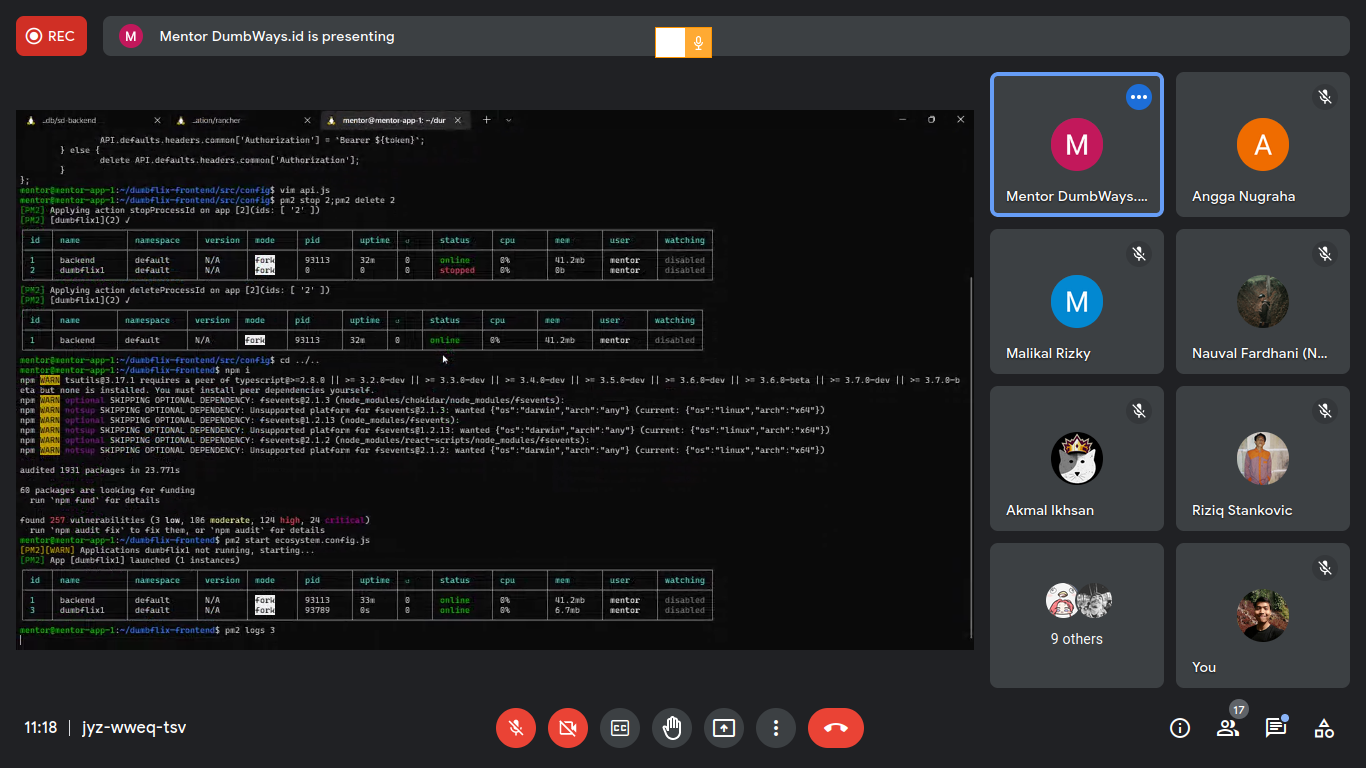 REC
M
Mentor DumbWays.id is presenting
..db/sd-backend
..ation/rancher
mentor@mentor-app-1: ~/dur
API.defaults.headers.common['Authorization'] = `Bearer ${token}`;
} else {
delete API.defaults.headers.common['Authorization'];
}
};
mentor@mentor-app-1:~/dumbflix-frontend/src/config$ vim api.js
mentor@mentor-app-1:~/dumbflix-frontend/src/config$ pm2 stop 2;pm2 delete 2
[PM2] Applying action stopProcessId on app [2](ids: [ '2' ])
[PM2] [dumbflix1](2) ✓
id name namespace version mode pid uptime ↺ status cpu mem user watching
1 backend default N/A fork 93113 32m 0 online 0% 41.2mb mentor disabled
2 dumbflix1 default N/A fork 0 0 0 stopped 0% 0b mentor disabled
[PM2] Applying action deleteProcessId on app [2](ids: [ '2' ])
[PM2] [dumbflix1](2) ✓
id name namespace version mode pid uptime ↺ status cpu mem user watching
1 backend default N/A fork 93113 32m 0 online 0% 41.2mb mentor disabled
mentor@mentor-app-1:~/dumbflix-frontend/src/config$ cd ../..
mentor@mentor-app-1:~/dumbflix-frontend$ npm i
npm WARN tsutils@3.17.1 requires a peer of typescript@>=2.8.0 || >= 3.2.0-dev || >= 3.3.0-dev || >= 3.4.0-dev || >= 3.5.0-dev || >= 3.6.0-dev || >= 3.6.0-beta || >= 3.7.0-dev || >= 3.7.0-b
eta but none is installed. You must install peer dependencies yourself.
npm WARN optional SKIPPING OPTIONAL DEPENDENCY: fsevents@2.1.3 (node_modules/chokidar/node_modules/fsevents):
npm WARN notsup SKIPPING OPTIONAL DEPENDENCY: Unsupported platform for fsevents@2.1.3: wanted {"os":"darwin","arch":"any"} (current: {"os":"linux","arch":"x64"})
npm WARN optional SKIPPING OPTIONAL DEPENDENCY: fsevents@1.2.13 (node_modules/fsevents):
npm WARN notsup SKIPPING OPTIONAL DEPENDENCY: Unsupported platform for fsevents@1.2.13: wanted {"os":"darwin","arch":"any"} (current: {"os":"linux","arch":"x64"})
npm WARN optional SKIPPING OPTIONAL DEPENDENCY: fsevents@2.1.2 (node_modules/react-scripts/node_modules/fsevents):
npm WARN notsup SKIPPING OPTIONAL DEPENDENCY: Unsupported platform for fsevents@2.1.2: wanted {"os":"darwin","arch":"any"} (current: {"os":"linux","arch":"x64"})
audited 1931 packages in 23.771s
60 packages are looking for funding
run `npm fund` for details
found 257 vulnerabilities (3 low, 106 moderate, 124 high, 24 critical)
run `npm audit fix` to fix them, or `npm audit` for details
mentor@mentor-app-1:~/dumbflix-frontend$ pm2 start ecosystem.config.js
[PM2][WARN] Applications dumbflix1 not running, starting...
[PM2] App [dumbflix1] launched (1 instances)
id name namespace version mode pid uptime ↺ status cpu mem user watching
1 backend default N/A fork 93113 33m 0 online 0% 41.2mb mentor disabled
3 dumbflix1 default N/A fork 93789 0s 0 online 0% 6.7mb mentor disabled
mentor@mentor-app-1:~/dumbflix-frontend$ pm2 logs 3
M
Mentor DumbWays....
A
Angga Nugraha
M
Malikal Rizky
Nauval Fardhani (N...
Akmal Ikhsan
Riziq Stankovic
9 others
You
11:18
jyz-wweq-tsv
CC
17